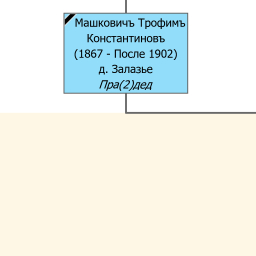 Машковичъ Трофимъ
Константиновъ
(1867 - После 1902)
д. Залазье
Пра(2)дед